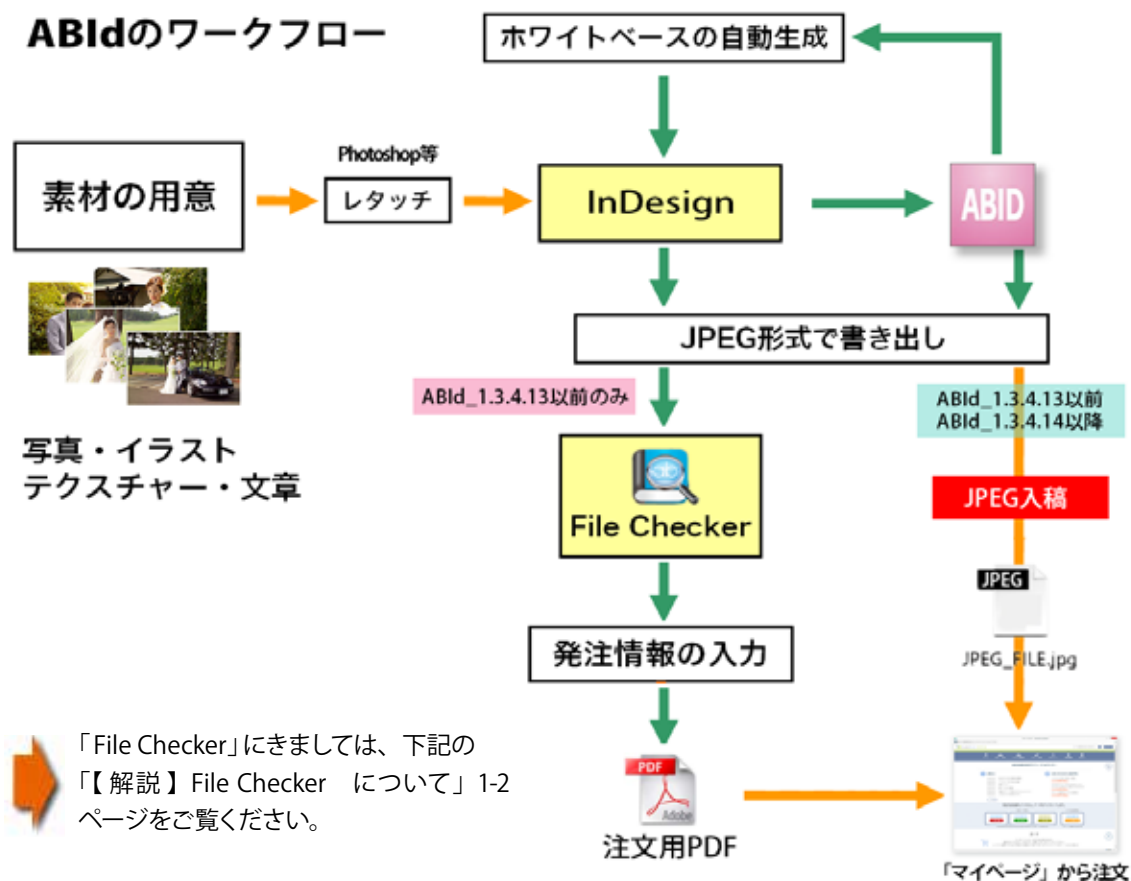 ABIdのワークフロー
ホワイトベースの自動生成
素材の用意
Photoshop等
レタッチ
InDesign
ABID
JPEG形式で書き出し
ABId_1.3.4.13以前のみ
ABId_1.3.4.13以前
ABId_1.3.4.14以降
写真・イラスト
テクスチャー・文章
File Checker
JPEG入稿
JPEG
JPEG_FILE.jpg
発注情報の入力
「File Checker」にきましては、下記の
「【 解説 】 File Checker　について」 1-2
ページをご覧ください。
PDF
Adobe
注文用PDF
「マイページ」から注文